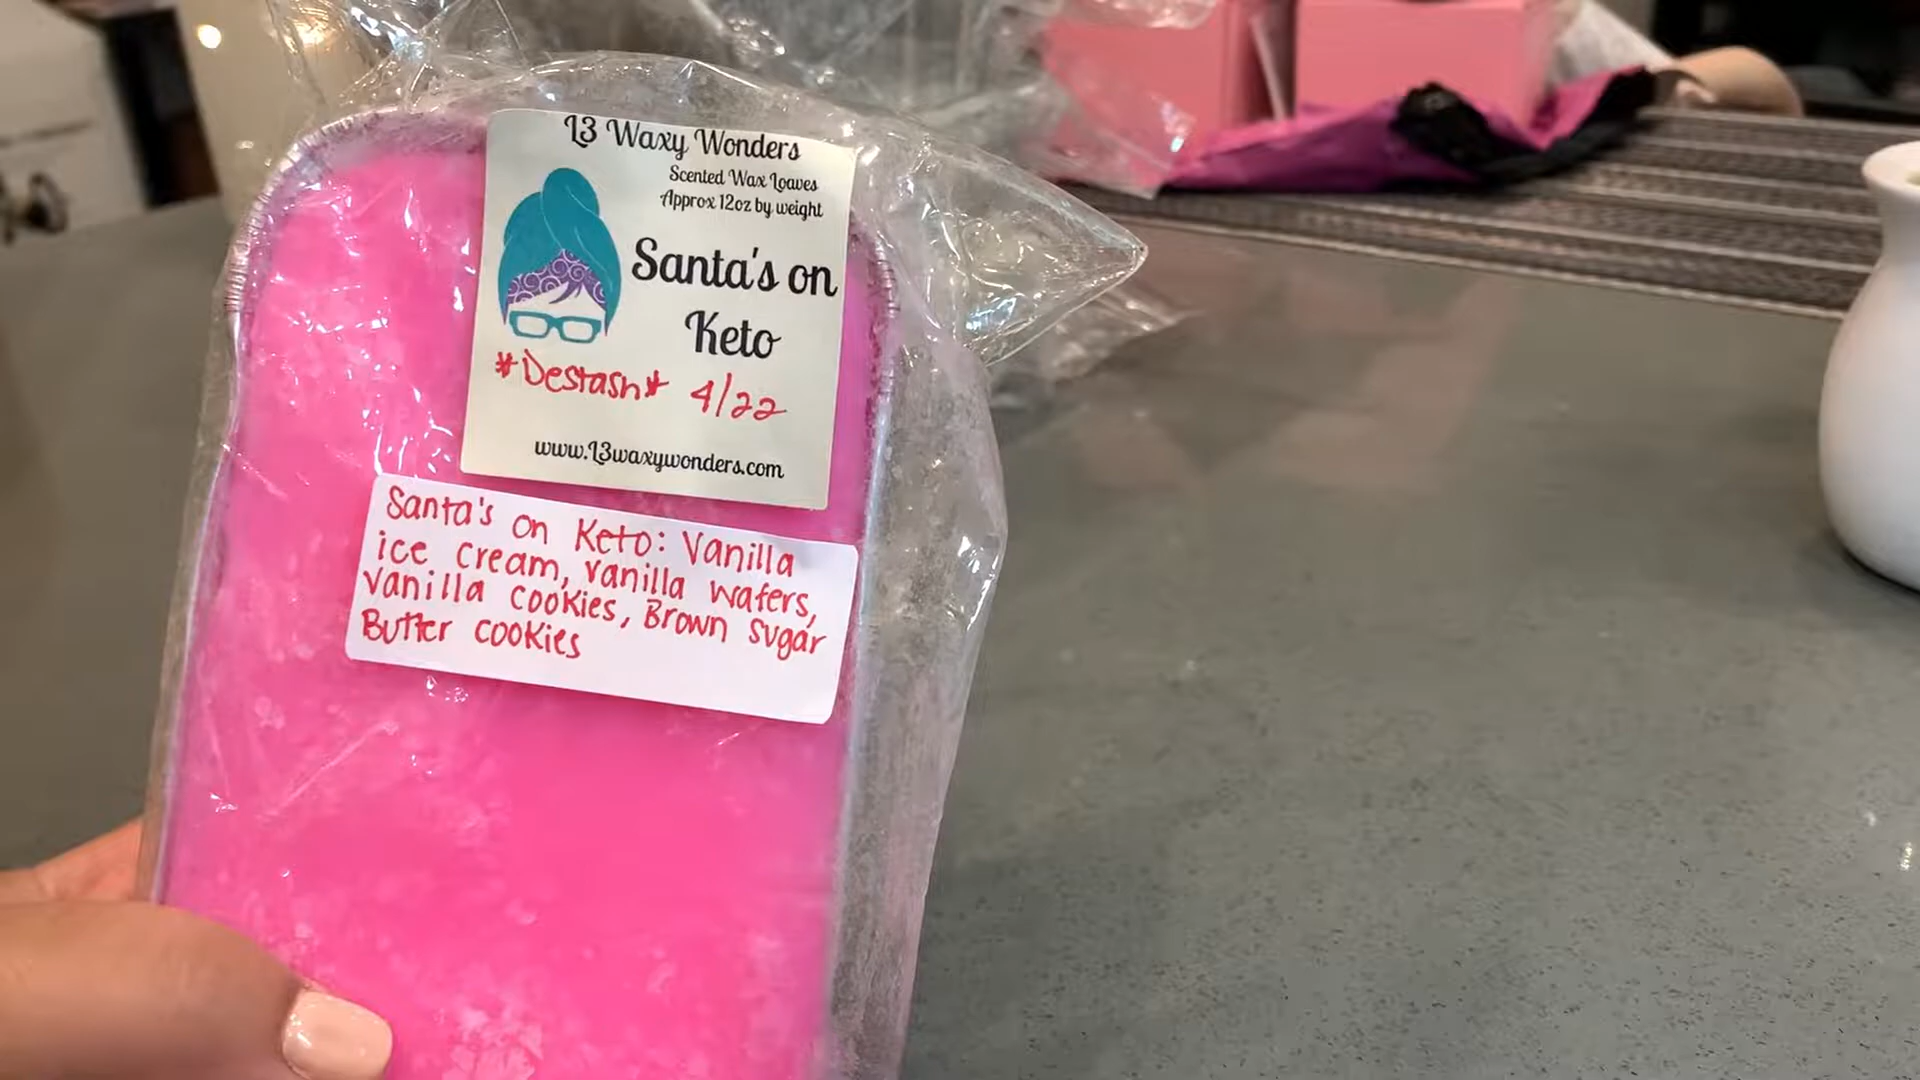 L3 Waxy Wonders
Scented Wax Loaves
Approx 12oz by weight
Santa's on
Keto
*Destash* 4/22
www.L3waxywonders.com
Santa's on Keto: Vanilla
ice cream, vanilla wafers,
vanilla cookies, Brown sugar
Butter cookies